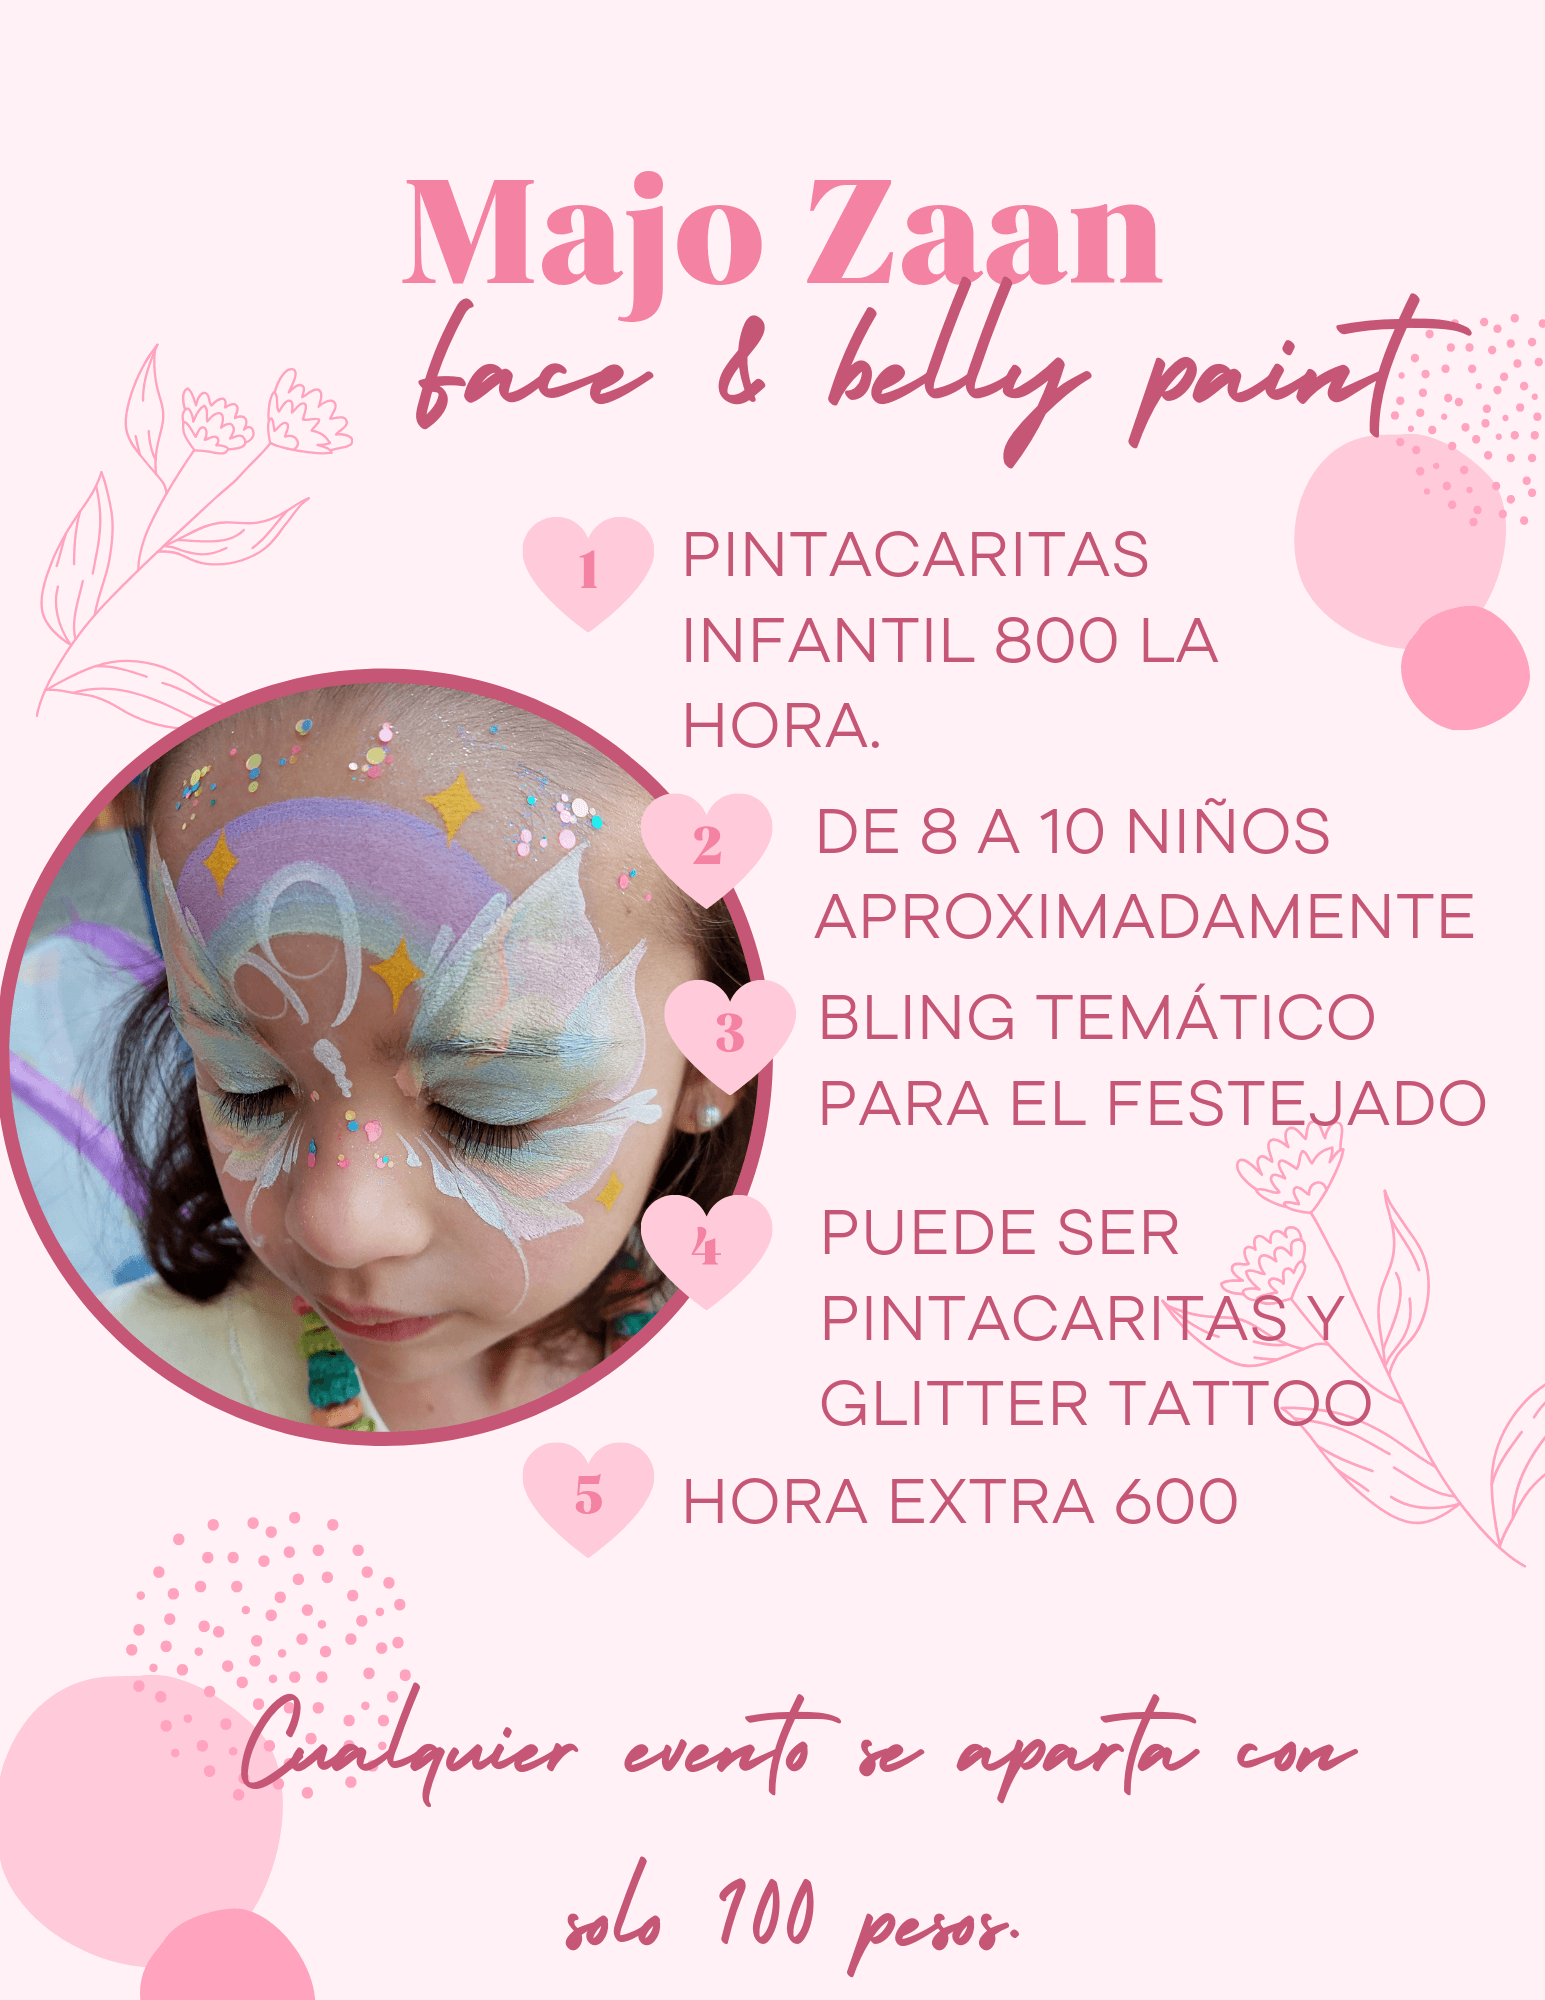 Majo Zaan
face & belly paint
1
PINTACARITAS
INFANTIL 800 LA
HORA.
2
DE 8 A 10 NIÑOS
APROXIMADAMENTE
3
BLING TEMÁTICO
PARA EL FESTEJADO
4
PUEDE SER
PINTACARITAS Y
GLITTER TATTOO
5
HORA EXTRA 600
Cualquier evento se aparta con
solo 100 pesos.